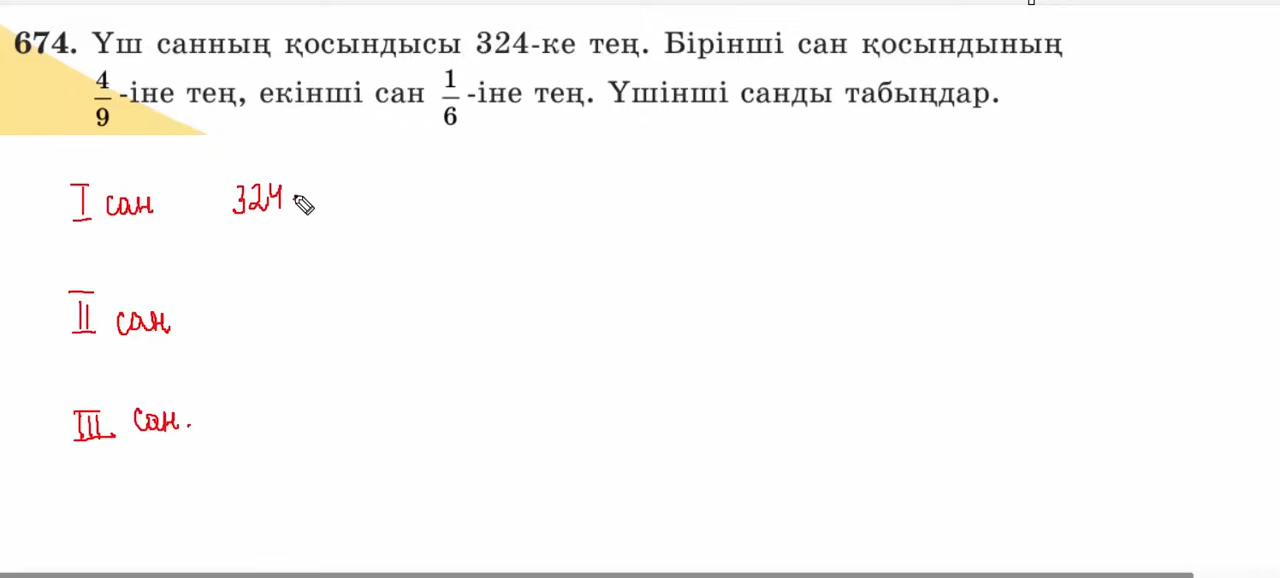 674. Үш санның қосындысы 324-ке тең. Бірінші сан қосындының
4/9-іне тең, екінші сан 1/6-іне тең. Үшінші санды табыңдар.
I сан 324
II сан
III сан.